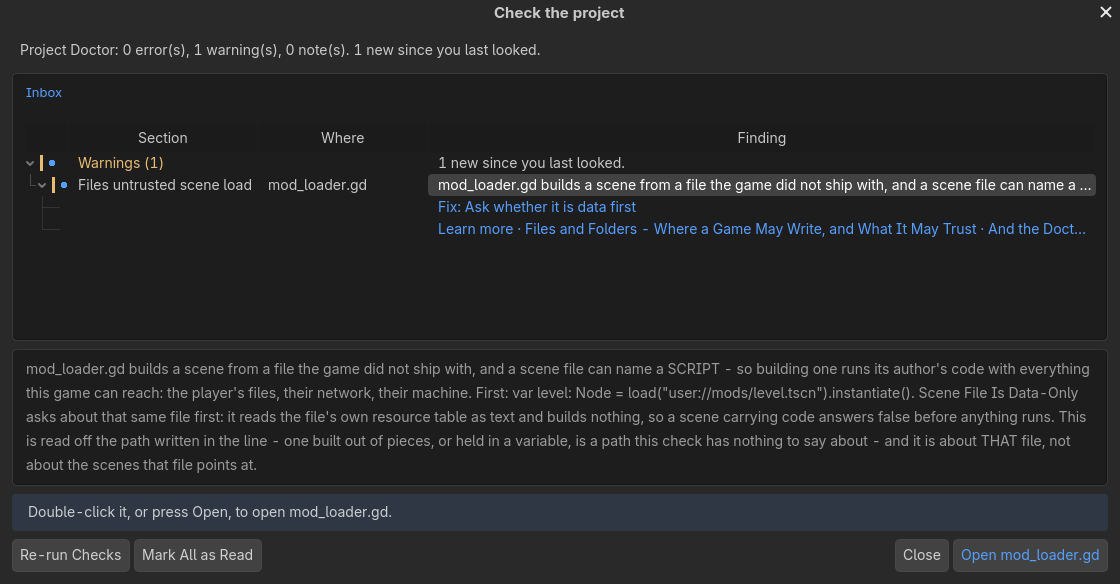 Check the project
Project Doctor: 0 error(s), 1 warning(s), 0 note(s). 1 new since you last looked.
Inbox
Section Where Finding
Warnings (1) 1 new since you last looked.
Files untrusted scene load mod_loader.gd mod_loader.gd builds a scene from a file the game did not ship with, and a scene file can name a ...
Fix: Ask whether it is data first
Learn more · Files and Folders - Where a Game May Write, and What It May Trust · And the Doct...
mod_loader.gd builds a scene from a file the game did not ship with, and a scene file can name a SCRIPT - so building one runs its author's code with everything
this game can reach: the player's files, their network, their machine. First: var level: Node = load("user://mods/level.tscn").instantiate(). Scene File Is Data-Only
asks about that same file first: it reads the file's own resource table as text and builds nothing, so a scene carrying code answers false before anything runs. This
is read off the path written in the line - one built out of pieces, or held in a variable, is a path this check has nothing to say about - and it is about THAT file, not
about the scenes that file points at.
Double-click it, or press Open, to open mod_loader.gd.
Re-run Checks Mark All as Read Close Open mod_loader.gd